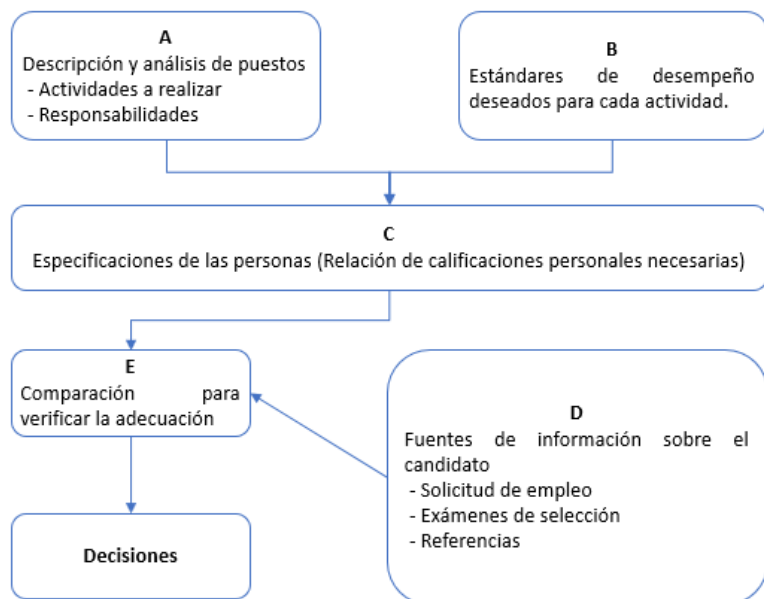 A
Descripción y análisis de puestos
- Actividades a realizar
- Responsabilidades
B
Estándares de desempeño
deseados para cada actividad.
C
Especificaciones de las personas (Relación de calificaciones personales necesarias)
E
Comparación para
verificar la adecuación
D
Fuentes de información sobre el
candidato
- Solicitud de empleo
- Exámenes de selección
- Referencias
Decisiones